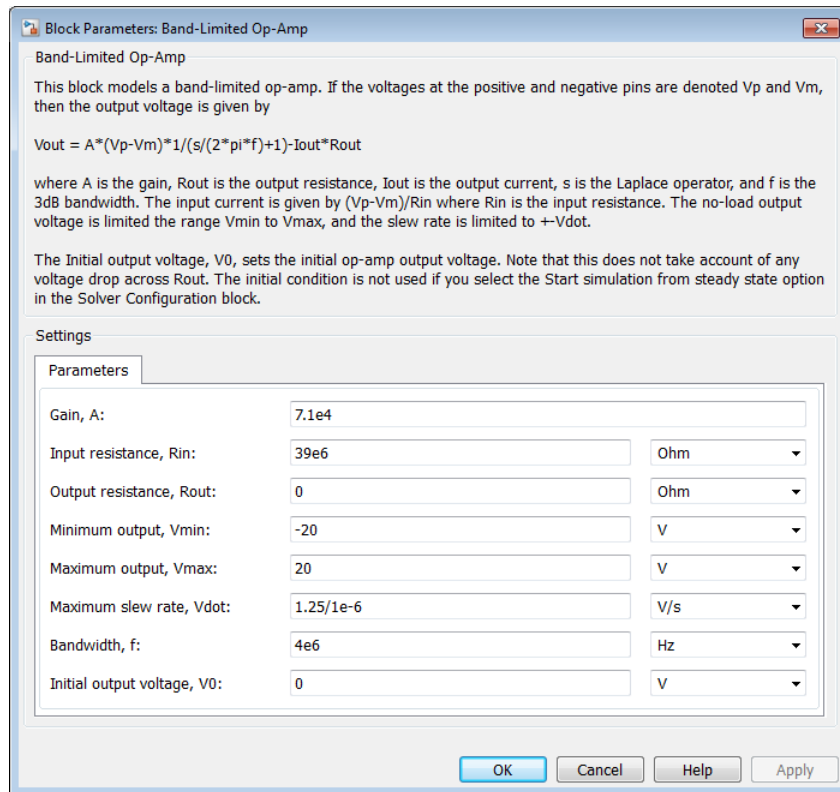 Block Parameters: Band-Limited Op-Amp
Band-Limited Op-Amp
This block models a band-limited op-amp. If the voltages at the positive and negative pins are denoted Vp and Vm,
then the output voltage is given by
Vout = A*(Vp-Vm)*1/(s/(2*pi*f)+1)-Iout*Rout
where A is the gain, Rout is the output resistance, Iout is the output current, s is the Laplace operator, and f is the
3dB bandwidth. The input current is given by (Vp-Vm)/Rin where Rin is the input resistance. The no-load output
voltage is limited the range Vmin to Vmax, and the slew rate is limited to +-Vdot.
The Initial output voltage, V0, sets the initial op-amp output voltage. Note that this does not take account of any
voltage drop across Rout. The initial condition is not used if you select the Start simulation from steady state option
in the Solver Configuration block.
Settings
Parameters
Gain, A: 7.1e4
Input resistance, Rin: 39e6 Ohm
Output resistance, Rout: 0 Ohm
Minimum output, Vmin: -20 V
Maximum output, Vmax: 20 V
Maximum slew rate, Vdot: 1.25/1e-6 V/s
Bandwidth, f: 4e6 Hz
Initial output voltage, V0: 0 V
OK Cancel Help Apply